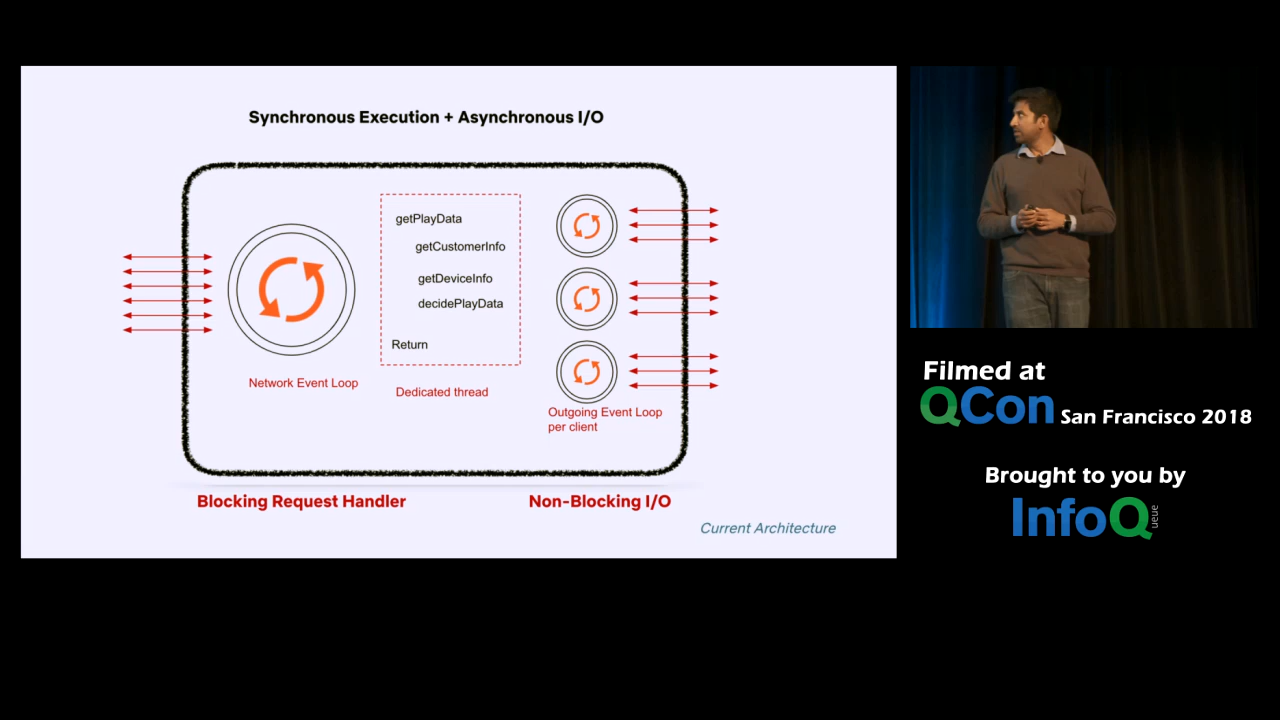 Synchronous Execution + Asynchronous I/O
getPlayData
getCustomerInfo
getDeviceInfo
decidePlayData
Return
Network Event Loop
Dedicated thread
Outgoing Event Loop
per client
Blocking Request Handler
Non-Blocking I/O
Current Architecture
Filmed at
QCon San Francisco 2018
Brought to you by
InfoQ
ueue